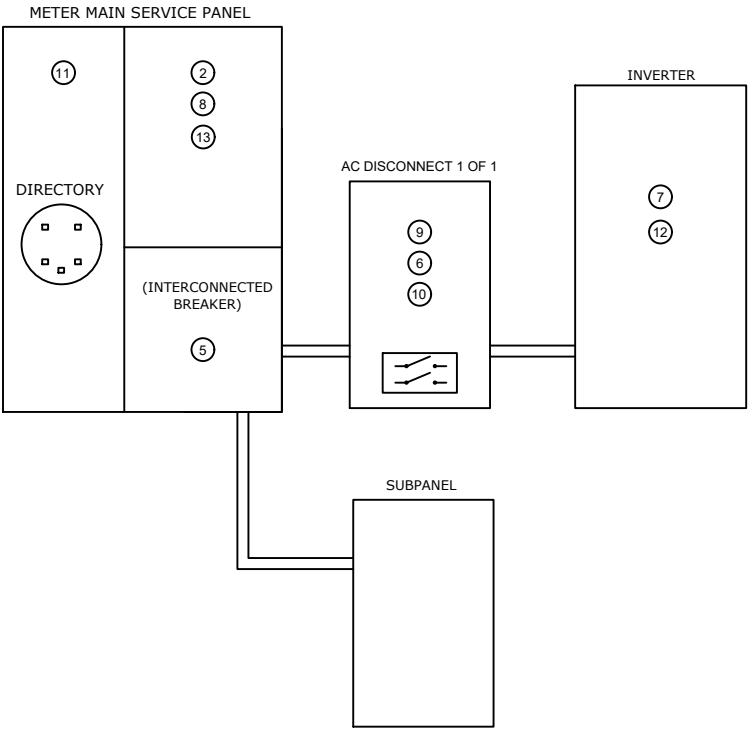 METER MAIN SERVICE PANEL
11
2
8
13
DIRECTORY
(INTERCONNECTED
BREAKER)
5
AC DISCONNECT 1 OF 1
9
6
10
INVERTER
7
12
SUBPANEL